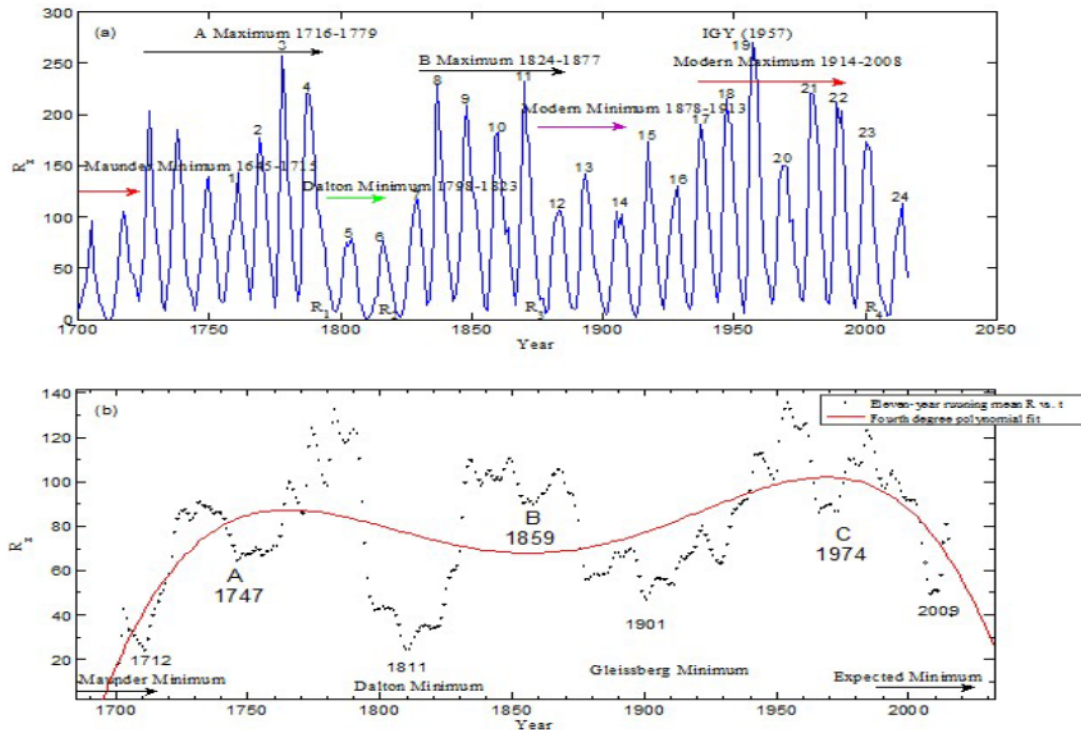 (a)
A Maximum 1716-1779
IGY (1957)
B Maximum 1824-1877
Modern Maximum 1914-2008
Modern Minimum 1878-1913
Maunder Minimum 1645-1715
Dalton Minimum 1798-1823
1 2 3 4 5 6 7 8 9 10 11 12 13 14 15 16 17 18 19 20 21 22 23 24
R1 R3 R4
300
250
200
150
100
50
0
1700 1750 1800 1850 1900 1950 2000 2050
Year
(b)
Eleven-year running mean R vs. t
Fourth degree polynomial fit
140
120
100
80
60
40
20
A
1747
B
1859
C
1974
1712
1811
1901
2009
Maunder Minimum
Dalton Minimum
Gleissberg Minimum
Expected Minimum
1700 1750 1800 1850 1900 1950 2000
Year